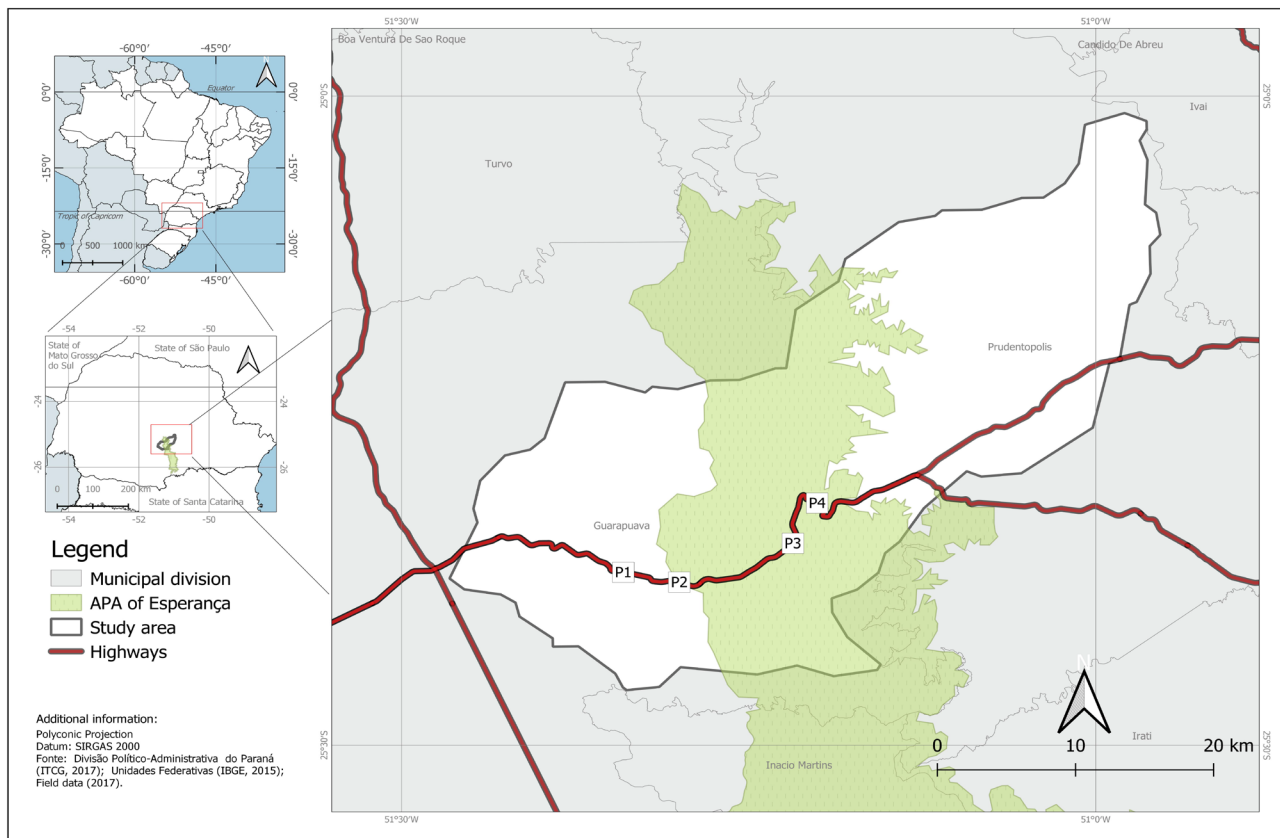 -60°0'
-45°0'
0°0'
0°0'
Equator
-15°0'
-15°0'
Tropic of Capricorn
0 500 1000 km
-30°0'
-30°0'
-60°0'
-45°0'
-54
-52
-50
State of
Mato Grosso
do Sul
State of São Paulo
-24
-24
-26
-26
0 100 200 km
State of Santa Catarina
-54
-52
-50
Legend
Municipal division
APA of Esperança
Study area
Highways
Additional information:
Polyconic Projection
Datum: SIRGAS 2000
Fonte: Divisão Político-Administrativa do Paraná
(ITCG, 2017); Unidades Federativas (IBGE, 2015);
Field data (2017).
51°30'W
51°0'W
Boa Ventura De Sao Roque
Candido De Abreu
25°0'S
25°0'S
Ivai
Turvo
Prudentopolis
Guarapuava
P4
P3
P1
P2
N
0 10 20 km
Irati
25°30'S
25°30'S
Inacio Martins
51°30'W
51°0'W